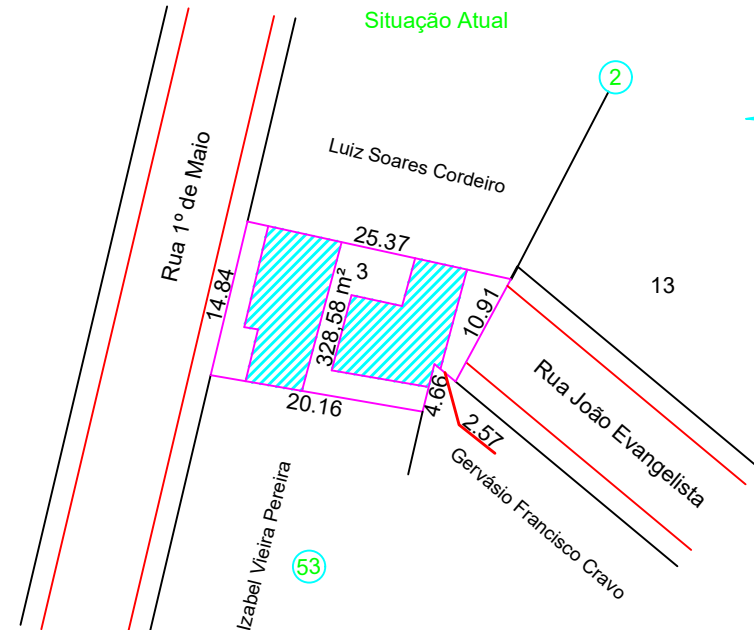 Situação Atual
2
Luiz Soares Cordeiro
Rua 1º de Maio
25.37
3
13
14.84
328,58 m²
10.91
Rua João Evangelista
20.16
4.66
2.57
Gervásio Francisco Cravo
Izabel Vieira Pereira
53